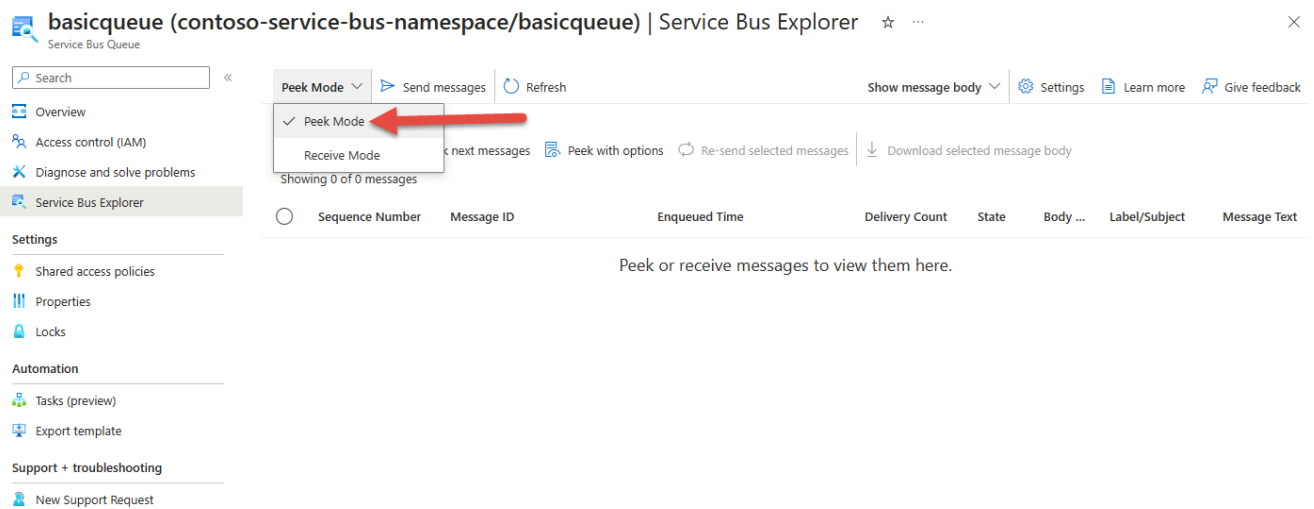 basicqueue (contoso-service-bus-namespace/basicqueue) | Service Bus Explorer ☆ ···
Service Bus Queue
Search «
Overview
Access control (IAM)
Diagnose and solve problems
Service Bus Explorer
Settings
Shared access policies
Properties
Locks
Automation
Tasks (preview)
Export template
Support + troubleshooting
New Support Request
Peek Mode Send messages Refresh Show message body Settings Learn more Give feedback
Peek Mode
Receive Mode
next messages Peek with options Re-send selected messages Download selected message body
Showing 0 of 0 messages
Sequence Number Message ID Enqueued Time Delivery Count State Body ... Label/Subject Message Text
Peek or receive messages to view them here.